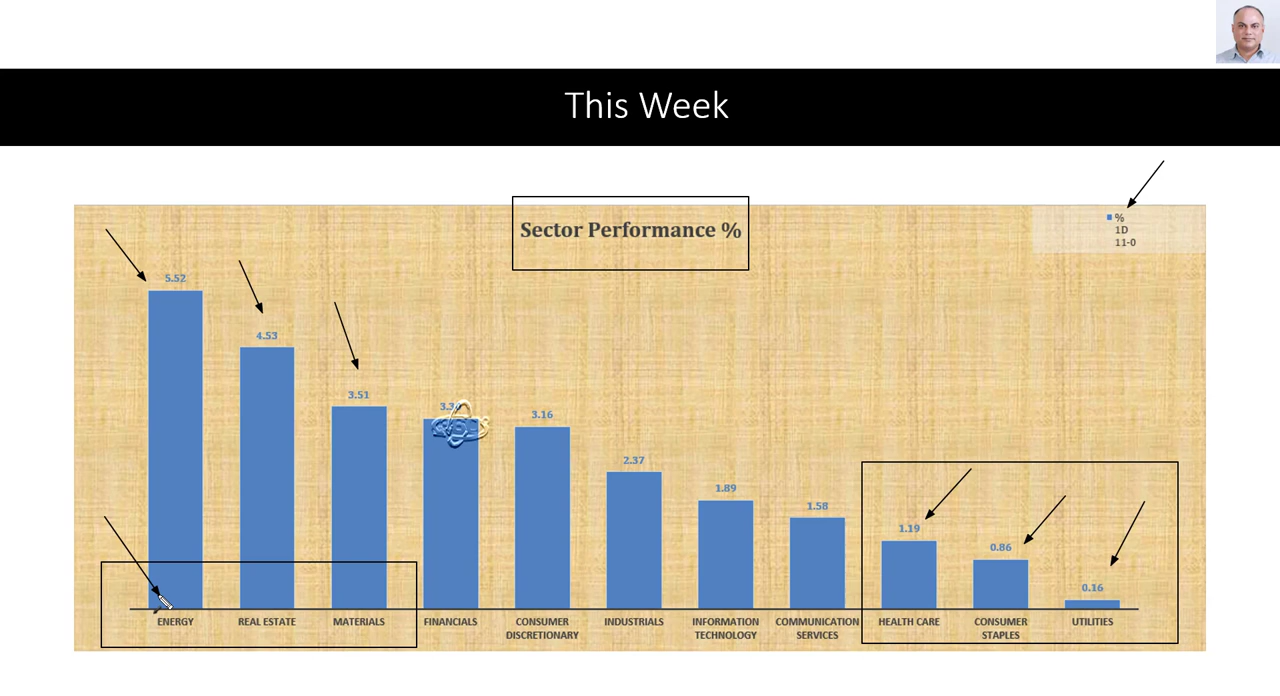 This Week
Sector Performance %
%
1D
11-0
5.52
4.53
3.51
3.16
2.37
1.89
1.58
1.19
0.86
0.16
ENERGY
REAL ESTATE
MATERIALS
FINANCIALS
CONSUMER
DISCRETIONARY
INDUSTRIALS
INFORMATION
TECHNOLOGY
COMMUNICATION
SERVICES
HEALTH CARE
CONSUMER
STAPLES
UTILITIES